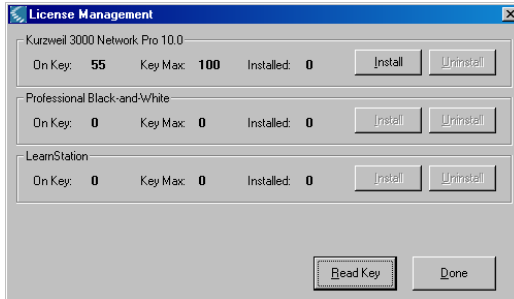 License Management
Kurzweil 3000 Network Pro 10.0
On Key: 55 Key Max: 100 Installed: 0 Install Uninstall
Professional Black-and-White
On Key: 0 Key Max: 0 Installed: 0 Install Uninstall
LearnStation
On Key: 0 Key Max: 0 Installed: 0 Install Uninstall
Read Key Done